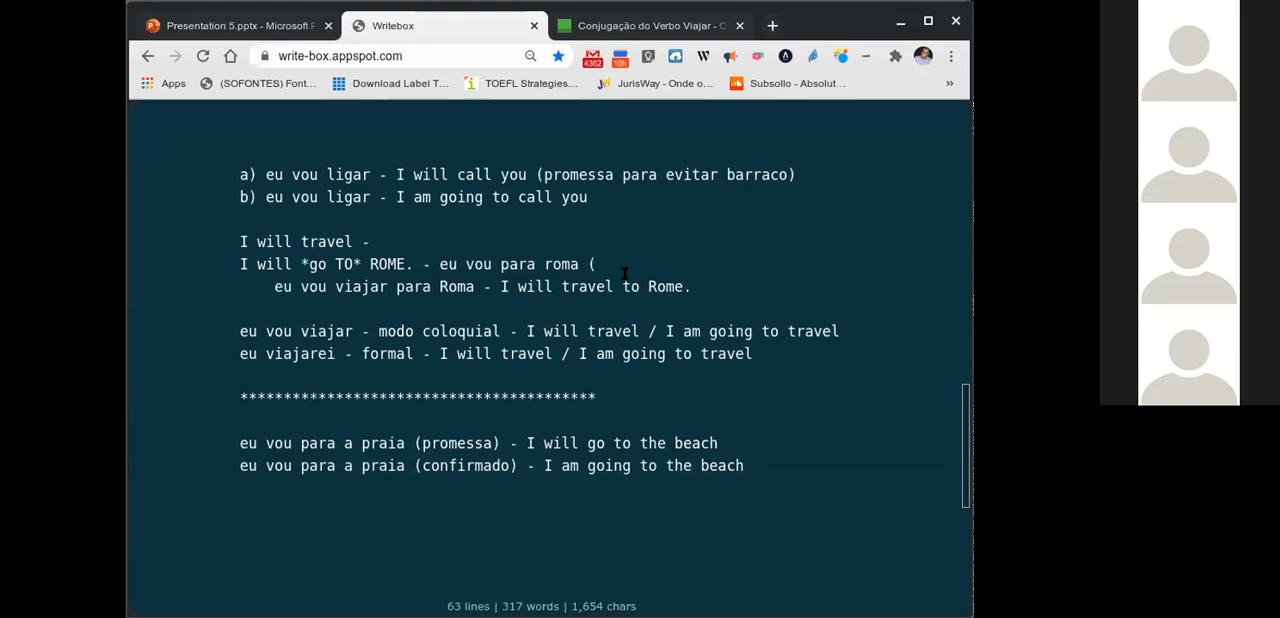 Presentation 5.pptx - Microsoft P
Writebox
Conjugação do Verbo Viajar - C
write-box.appspot.com
4362
10h
W
Apps
(SOFONTES) Font...
Download Label T...
TOEFL Strategies...
JurisWay - Onde o...
Subsollo - Absolut...
»
a) eu vou ligar - I will call you (promessa para evitar barraco)
b) eu vou ligar - I am going to call you
I will travel -
I will *go TO* ROME. - eu vou para roma (
eu vou viajar para Roma - I will travel to Rome.
eu vou viajar - modo coloquial - I will travel / I am going to travel
eu viajarei - formal - I will travel / I am going to travel
*****************************************
eu vou para a praia (promessa) - I will go to the beach
eu vou para a praia (confirmado) - I am going to the beach
63 lines | 317 words | 1,654 chars